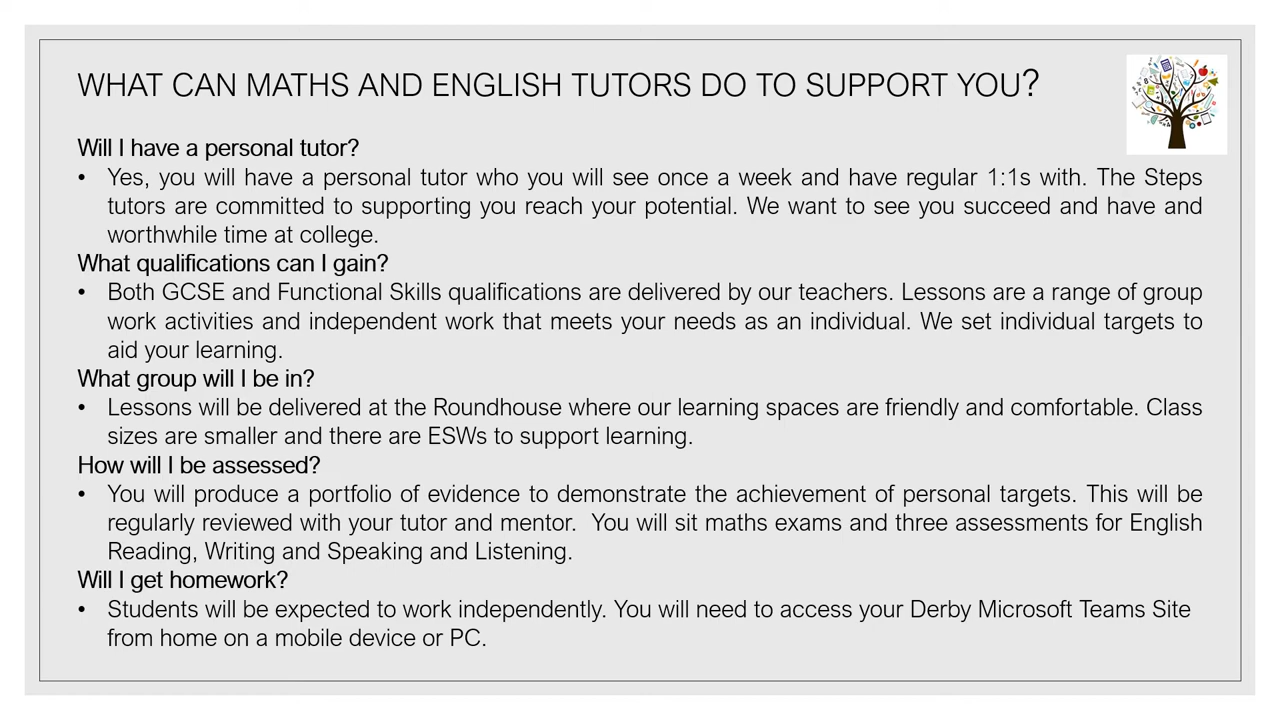 WHAT CAN MATHS AND ENGLISH TUTORS DO TO SUPPORT YOU?
Will I have a personal tutor?
• Yes, you will have a personal tutor who you will see once a week and have regular 1:1s with. The Steps
tutors are committed to supporting you reach your potential. We want to see you succeed and have and
worthwhile time at college.
What qualifications can I gain?
• Both GCSE and Functional Skills qualifications are delivered by our teachers. Lessons are a range of group
work activities and independent work that meets your needs as an individual. We set individual targets to
aid your learning.
What group will I be in?
• Lessons will be delivered at the Roundhouse where our learning spaces are friendly and comfortable. Class
sizes are smaller and there are ESWs to support learning.
How will I be assessed?
• You will produce a portfolio of evidence to demonstrate the achievement of personal targets. This will be
regularly reviewed with your tutor and mentor. You will sit maths exams and three assessments for English
Reading, Writing and Speaking and Listening.
Will I get homework?
• Students will be expected to work independently. You will need to access your Derby Microsoft Teams Site
from home on a mobile device or PC.